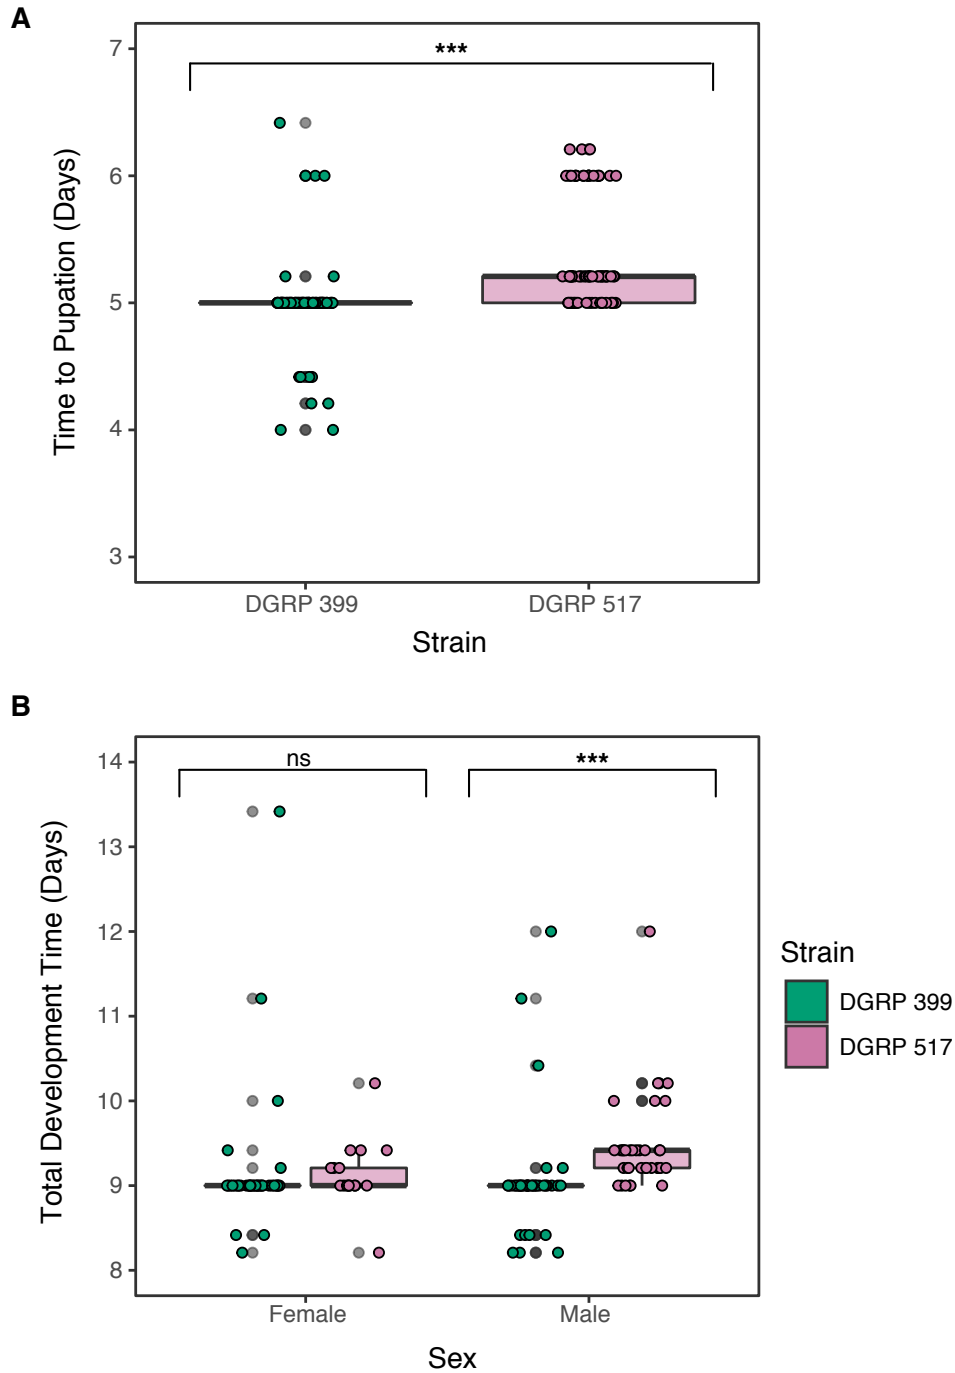 A
***
7
6
5
4
3
Time to Pupation (Days)
DGRP 399
DGRP 517
Strain
B
ns
***
14
13
12
11
10
9
8
Total Development Time (Days)
Female
Male
Sex
Strain
DGRP 399
DGRP 517